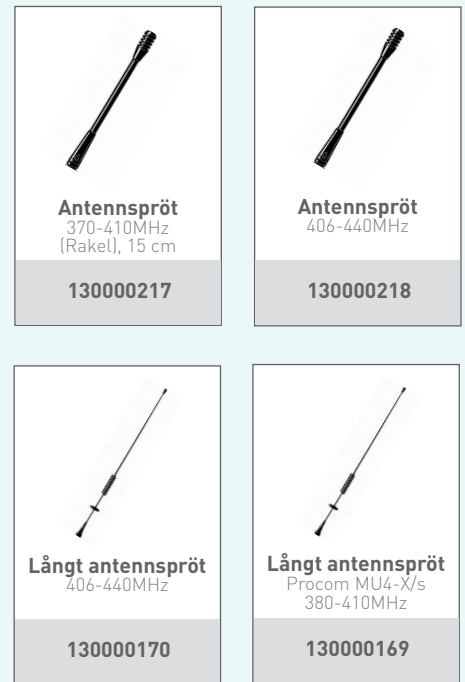 Antennspröt
370-410MHz
(Rakel), 15 cm
130000217
Antennspröt
406-440MHz
130000218
Långt antennspröt
406-440MHz
130000170
Långt antennspröt
Procom MU4-X/s
380-410MHz
130000169